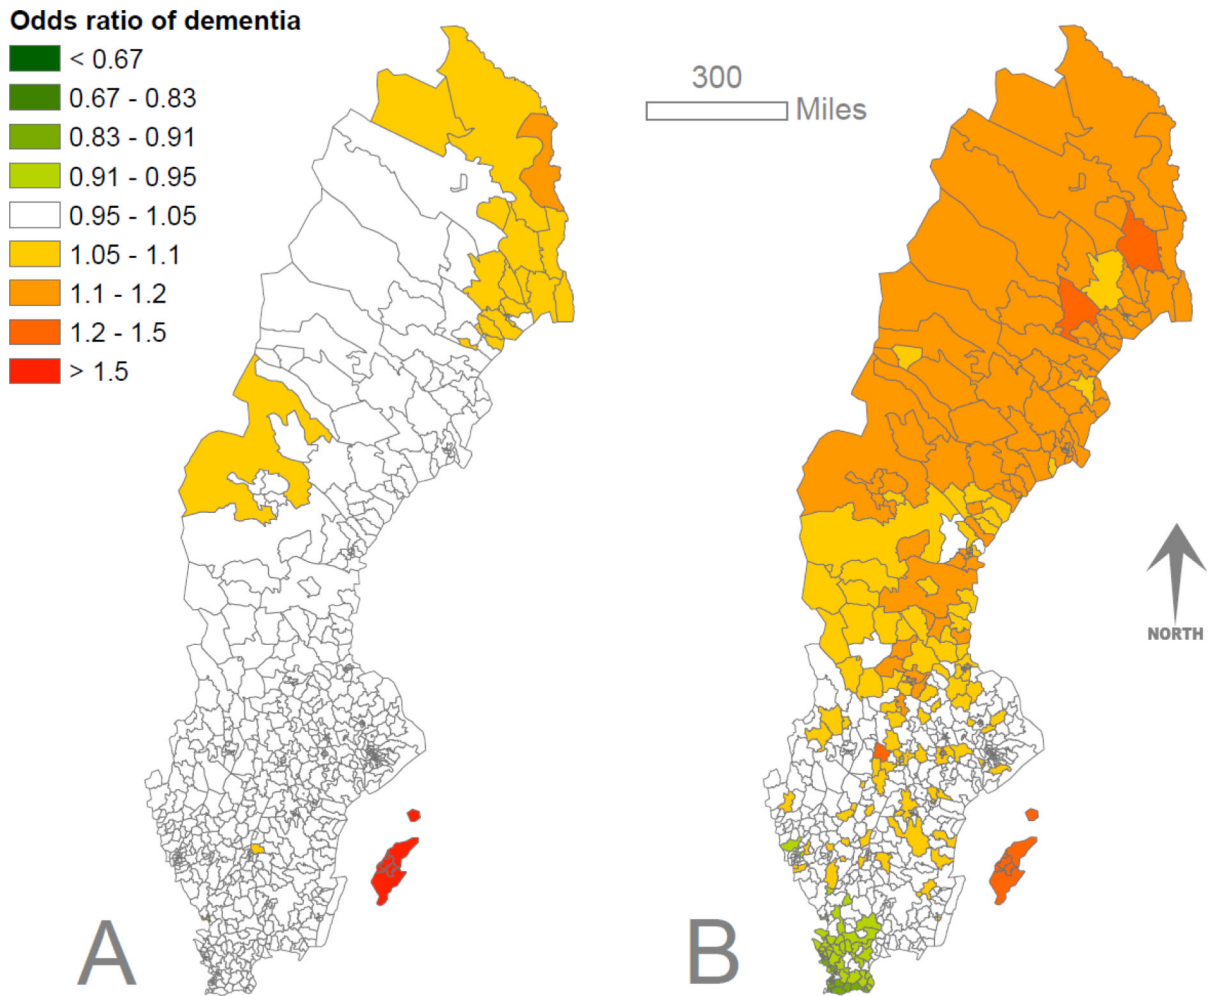 Odds ratio of dementia
< 0.67
0.67 - 0.83
0.83 - 0.91
0.91 - 0.95
0.95 - 1.05
1.05 - 1.1
1.1 - 1.2
1.2 - 1.5
> 1.5
300
Miles
NORTH
A
B